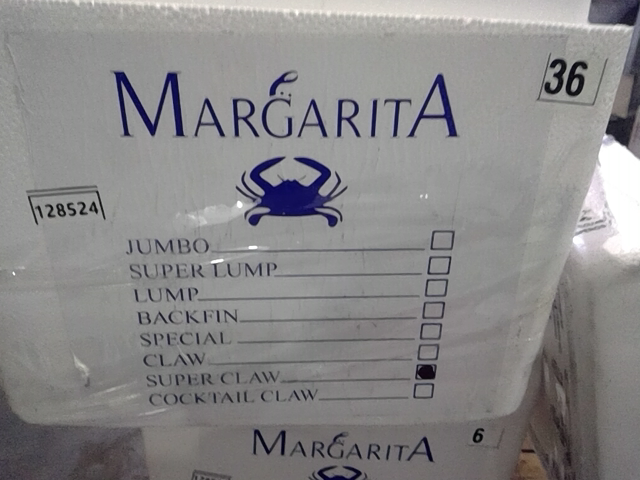 MARGARITA
36
128524
JUMBO
SUPER LUMP
LUMP
BACKFIN
SPECIAL
CLAW
SUPER CLAW
COCKTAIL CLAW
MARGARITA
6